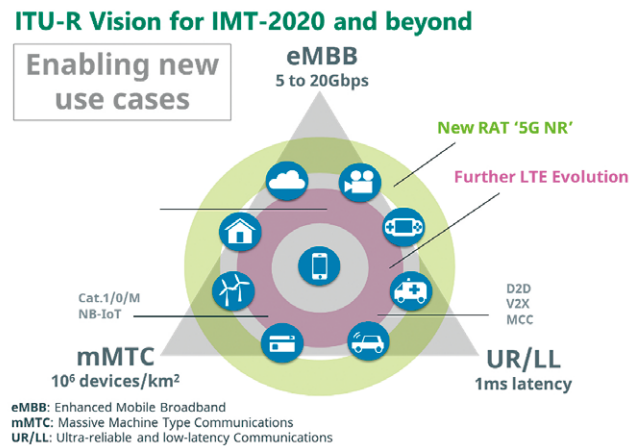 ITU-R Vision for IMT-2020 and beyond
Enabling new
use cases
eMBB
5 to 20Gbps
New RAT ‘5G NR’
Further LTE Evolution
Cat.1/0/M
NB-IoT
D2D
V2X
MCC
mMTC
10⁶ devices/km²
UR/LL
1ms latency
eMBB: Enhanced Mobile Broadband
mMTC: Massive Machine Type Communications
UR/LL: Ultra-reliable and low-latency Communications